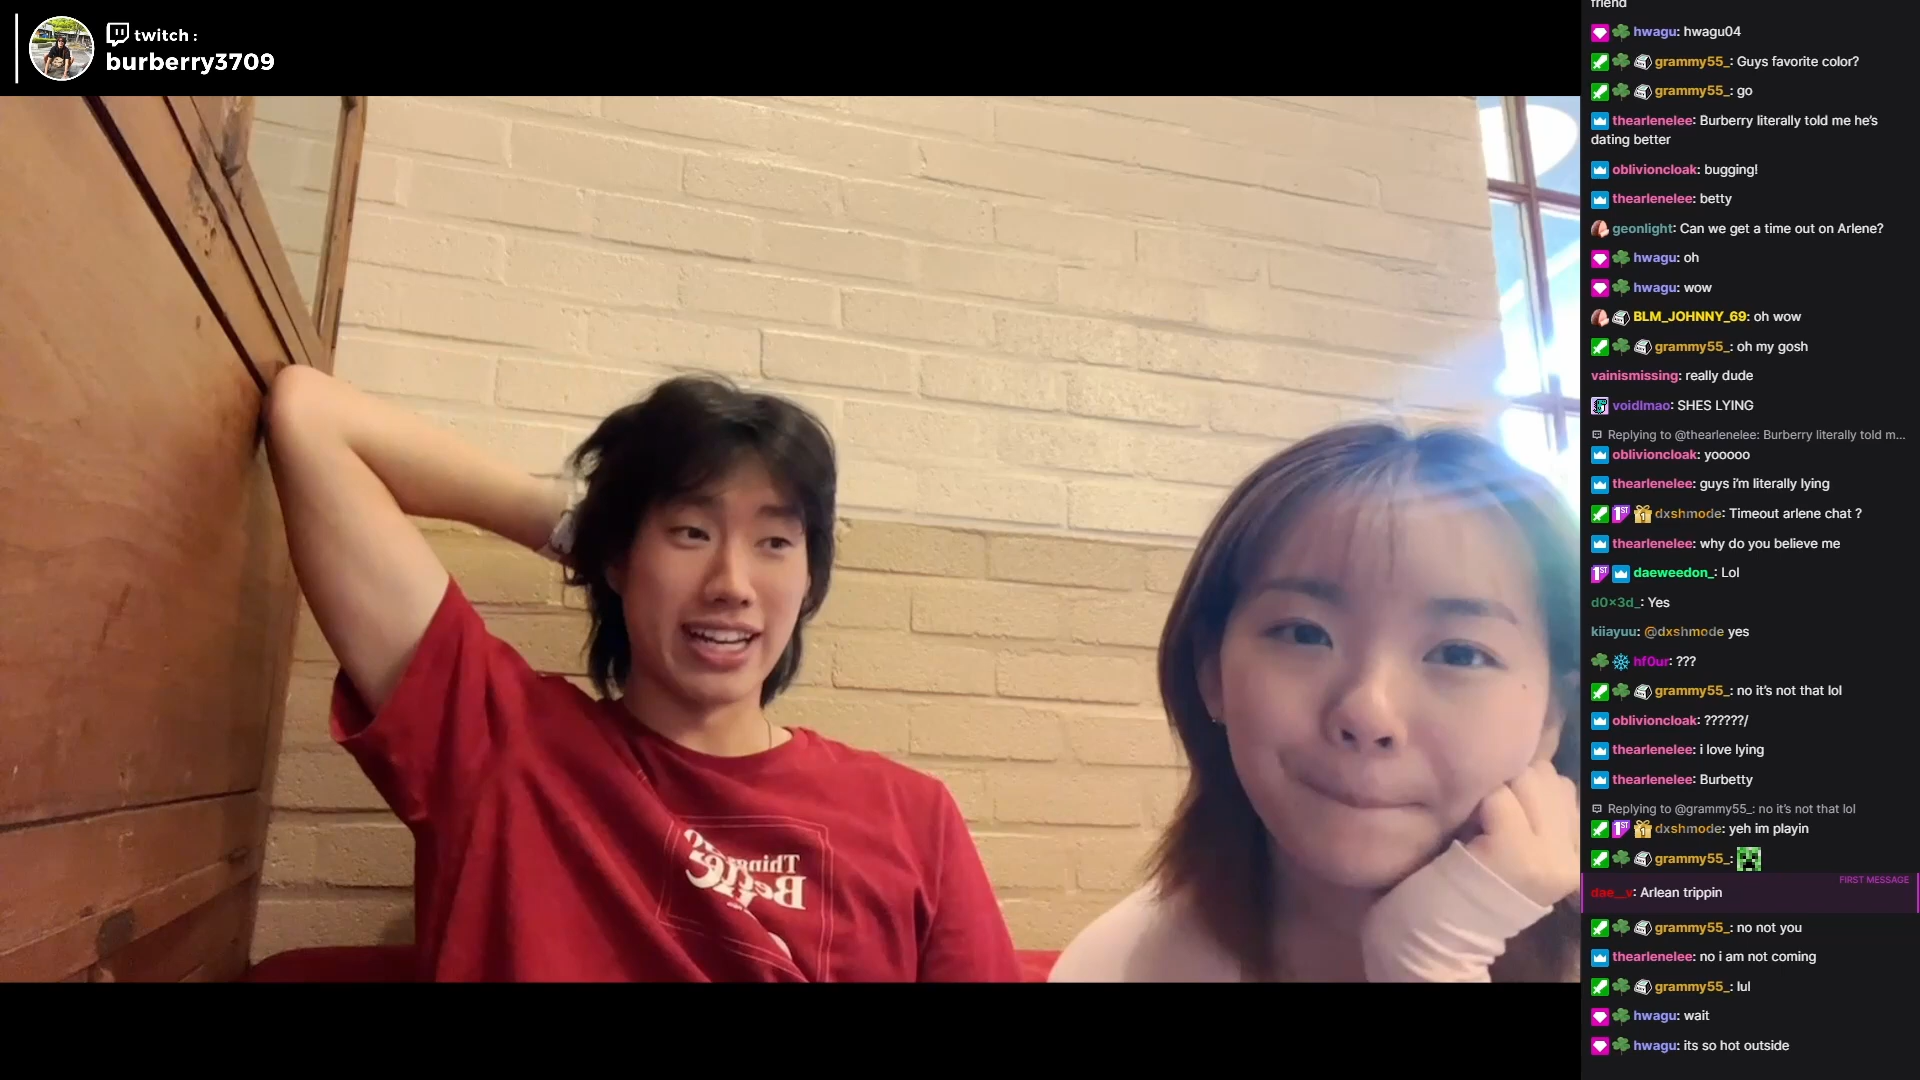 twitch :
burberry3709
friend
hwagu: hwagu04
grammy55_: Guys favorite color?
grammy55_: go
thearlenelee: Burberry literally told me he's
dating better
oblivioncloak: bugging!
thearlenelee: betty
geonlight: Can we get a time out on Arlene?
hwagu: oh
hwagu: wow
BLM_JOHNNY_69: oh wow
grammy55_: oh my gosh
vainismissing: really dude
voidlmao: SHES LYING
Replying to @thearlenelee: Burberry literally told m...
oblivioncloak: yooooo
thearlenelee: guys i'm literally lying
1ST dxshmode: Timeout arlene chat ?
thearlenelee: why do you believe me
1ST daeweedon_: Lol
d0x3d_: Yes
kiiayuu: @dxshmode yes
hf0ur: ???
grammy55_: no it's not that lol
oblivioncloak: ??????/
thearlenelee: i love lying
thearlenelee: Burbetty
Replying to @grammy55_: no it's not that lol
1ST dxshmode: yeh im playin
grammy55_:
FIRST MESSAGE
dae__v: Arlean trippin
grammy55_: no not you
thearlenelee: no i am not coming
grammy55_: lul
hwagu: wait
hwagu: its so hot outside